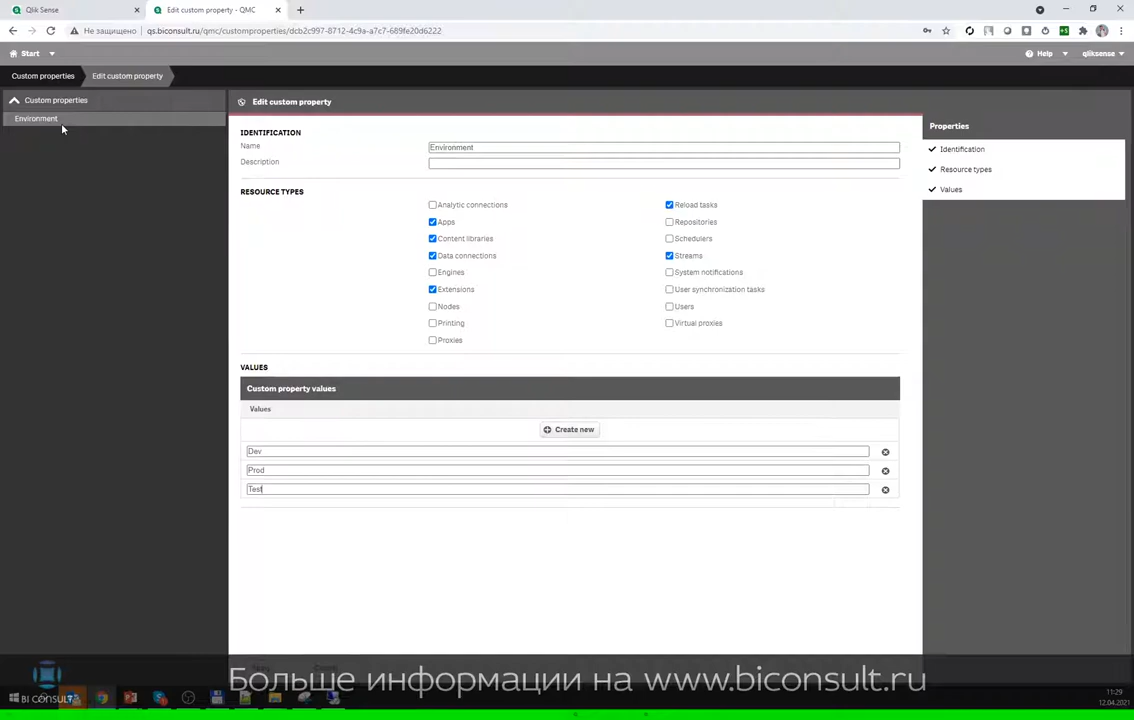 Qlik Sense
Edit custom property - QMC
Не защищено
qs.biconsult.ru/qmc/customproperties/dcb2c997-8718-4c9a-a7c7-689fe20d6222
Start
Help
qliksense
Custom properties
Edit custom property
Custom properties
Environment
Edit custom property
IDENTIFICATION
Name
Environment
Description
RESOURCE TYPES
Analytic connections
Reload tasks
Apps
Repositories
Content libraries
Schedulers
Data connections
Streams
Engines
System notifications
Extensions
User synchronization tasks
Nodes
Users
Printing
Virtual proxies
Proxies
VALUES
Custom property values
Values
Create new
Dev
Prod
Test
Properties
Identification
Resource types
Values
Больше информации на www.biconsult.ru
BI CONSULT
11:29
12.04.2021